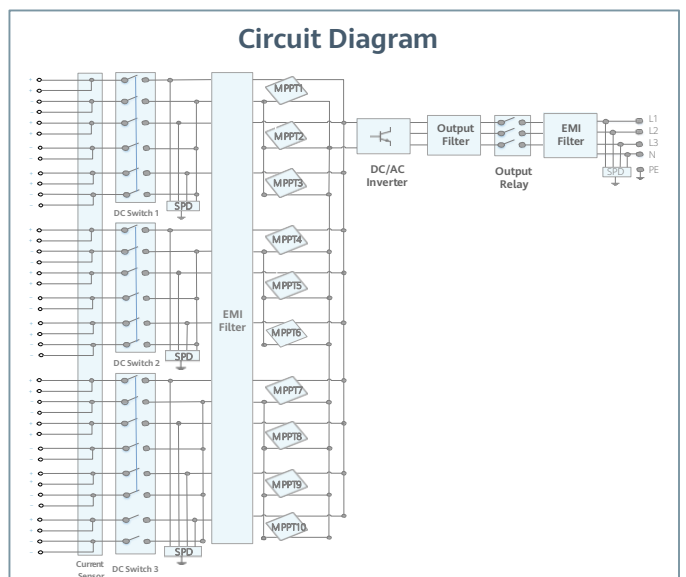 Circuit Diagram
MPPT1
MPPT2
MPPT3
MPPT4
MPPT5
MPPT6
MPPT7
MPPT8
MPPT9
MPPT10
SPD
DC Switch 1
SPD
DC Switch 2
SPD
DC Switch 3
Current
Sensor
EMI
Filter
DC/AC
Inverter
Output
Filter
Output
Relay
EMI
Filter
L1
L2
L3
N
PE
SPD